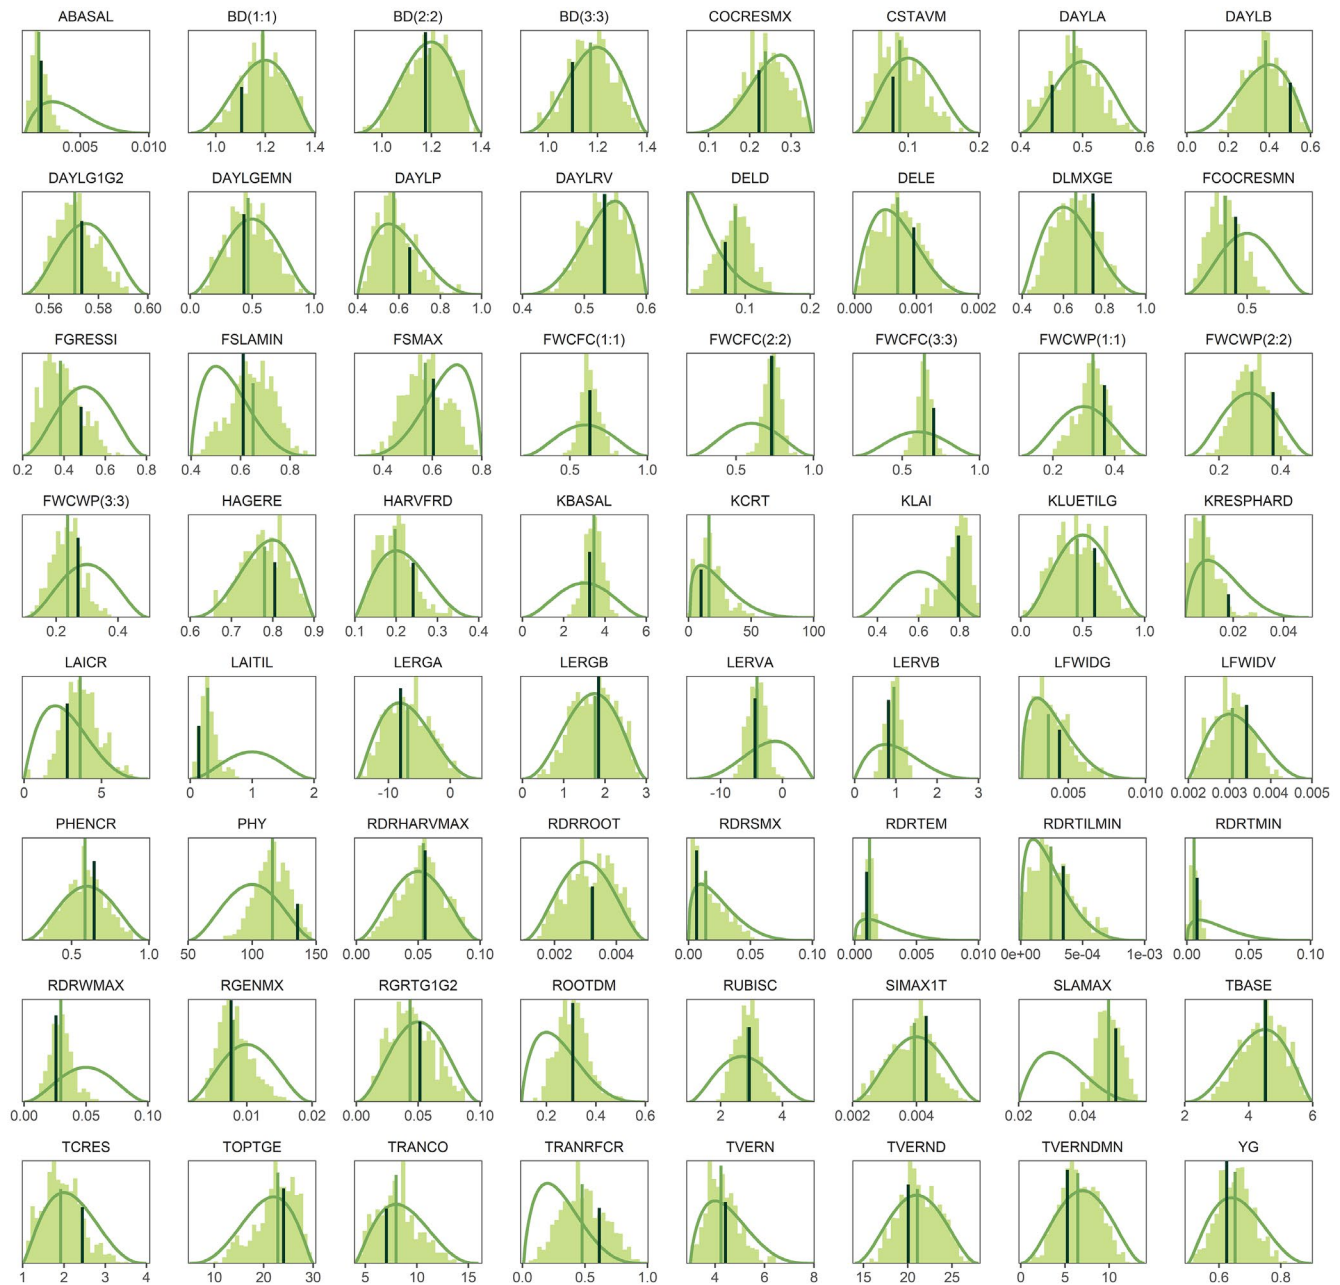 ABASAL BD(1:1) BD(2:2) BD(3:3) COCRESMX CSTAVM DAYLA DAYLB
0.005 0.010 1.0 1.2 1.4 1.0 1.2 1.4 1.0 1.2 1.4 0.1 0.2 0.3 0.1 0.2 0.4 0.5 0.6 0.0 0.2 0.4 0.6
DAYLG1G2 DAYLGEMN DAYLP DAYLRV DELD DELE DLMXGE FCOCRESMN
0.56 0.58 0.60 0.0 0.5 1.0 0.4 0.6 0.8 1.0 0.4 0.5 0.6 0.1 0.2 0.000 0.001 0.002 0.4 0.6 0.8 1.0 0.5
FGRESSI FSLAMIN FSMAX FWCFC(1:1) FWCFC(2:2) FWCFC(3:3) FWCWP(1:1) FWCWP(2:2)
0.2 0.4 0.6 0.8 0.4 0.6 0.8 0.4 0.6 0.8 0.5 1.0 0.5 1.0 0.5 1.0 0.2 0.4 0.2 0.4
FWCWP(3:3) HAGERE HARVFRD KBASAL KCRT KLAI KLUETILG KRESPHARD
0.2 0.4 0.6 0.7 0.8 0.9 0.1 0.2 0.3 0.4 0 2 4 6 0 50 100 0.4 0.6 0.8 0.0 0.5 1.0 0.02 0.04
LAICR LAITIL LERGA LERGB LERVA LERVB LFWIDG LFWIDV
0 5 0 1 2 -10 0 0 1 2 3 -10 0 0 1 2 3 0.005 0.010 0.002 0.003 0.004 0.005
PHENCR PHY RDRHARVMAX RDRROOT RDRSMX RDRTEM RDRTILMIN RDRTMIN
0.5 1.0 50 100 150 0.00 0.05 0.10 0.002 0.004 0.00 0.05 0.10 0.000 0.005 0.010 0e+00 5e-04 1e-03 0.00 0.05 0.10
RDRWMAX RGENMX RGRTG1G2 ROOTDM RUBISC SIMAX1T SLAMAX TBASE
0.00 0.05 0.10 0.01 0.02 0.00 0.05 0.10 0.2 0.4 0.6 2 4 0.002 0.004 0.02 0.04 2 4 6
TCRES TOPTGE TRANCO TRANRFCR TVERN TVERND TVERNDMN YG
1 2 3 4 10 20 30 5 10 15 0.0 0.5 1.0 4 6 8 15 20 25 0 5 10 0.6 0.8